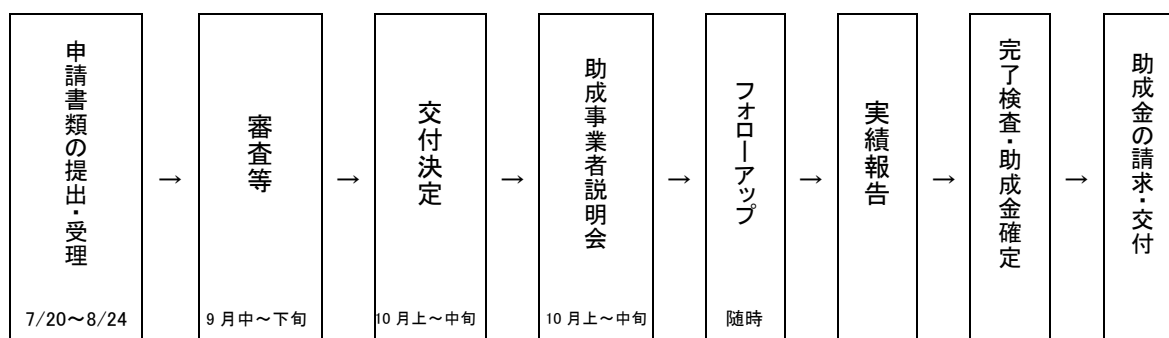 申請書類の提出・受理
7/20~8/24
→
審査等
9月中~下旬
→
交付決定
10月上~中旬
→
助成事業者説明会
10月上~中旬
→
フォローアップ
随時
→
実績報告
→
完了検査・助成金確定
→
助成金の請求・交付